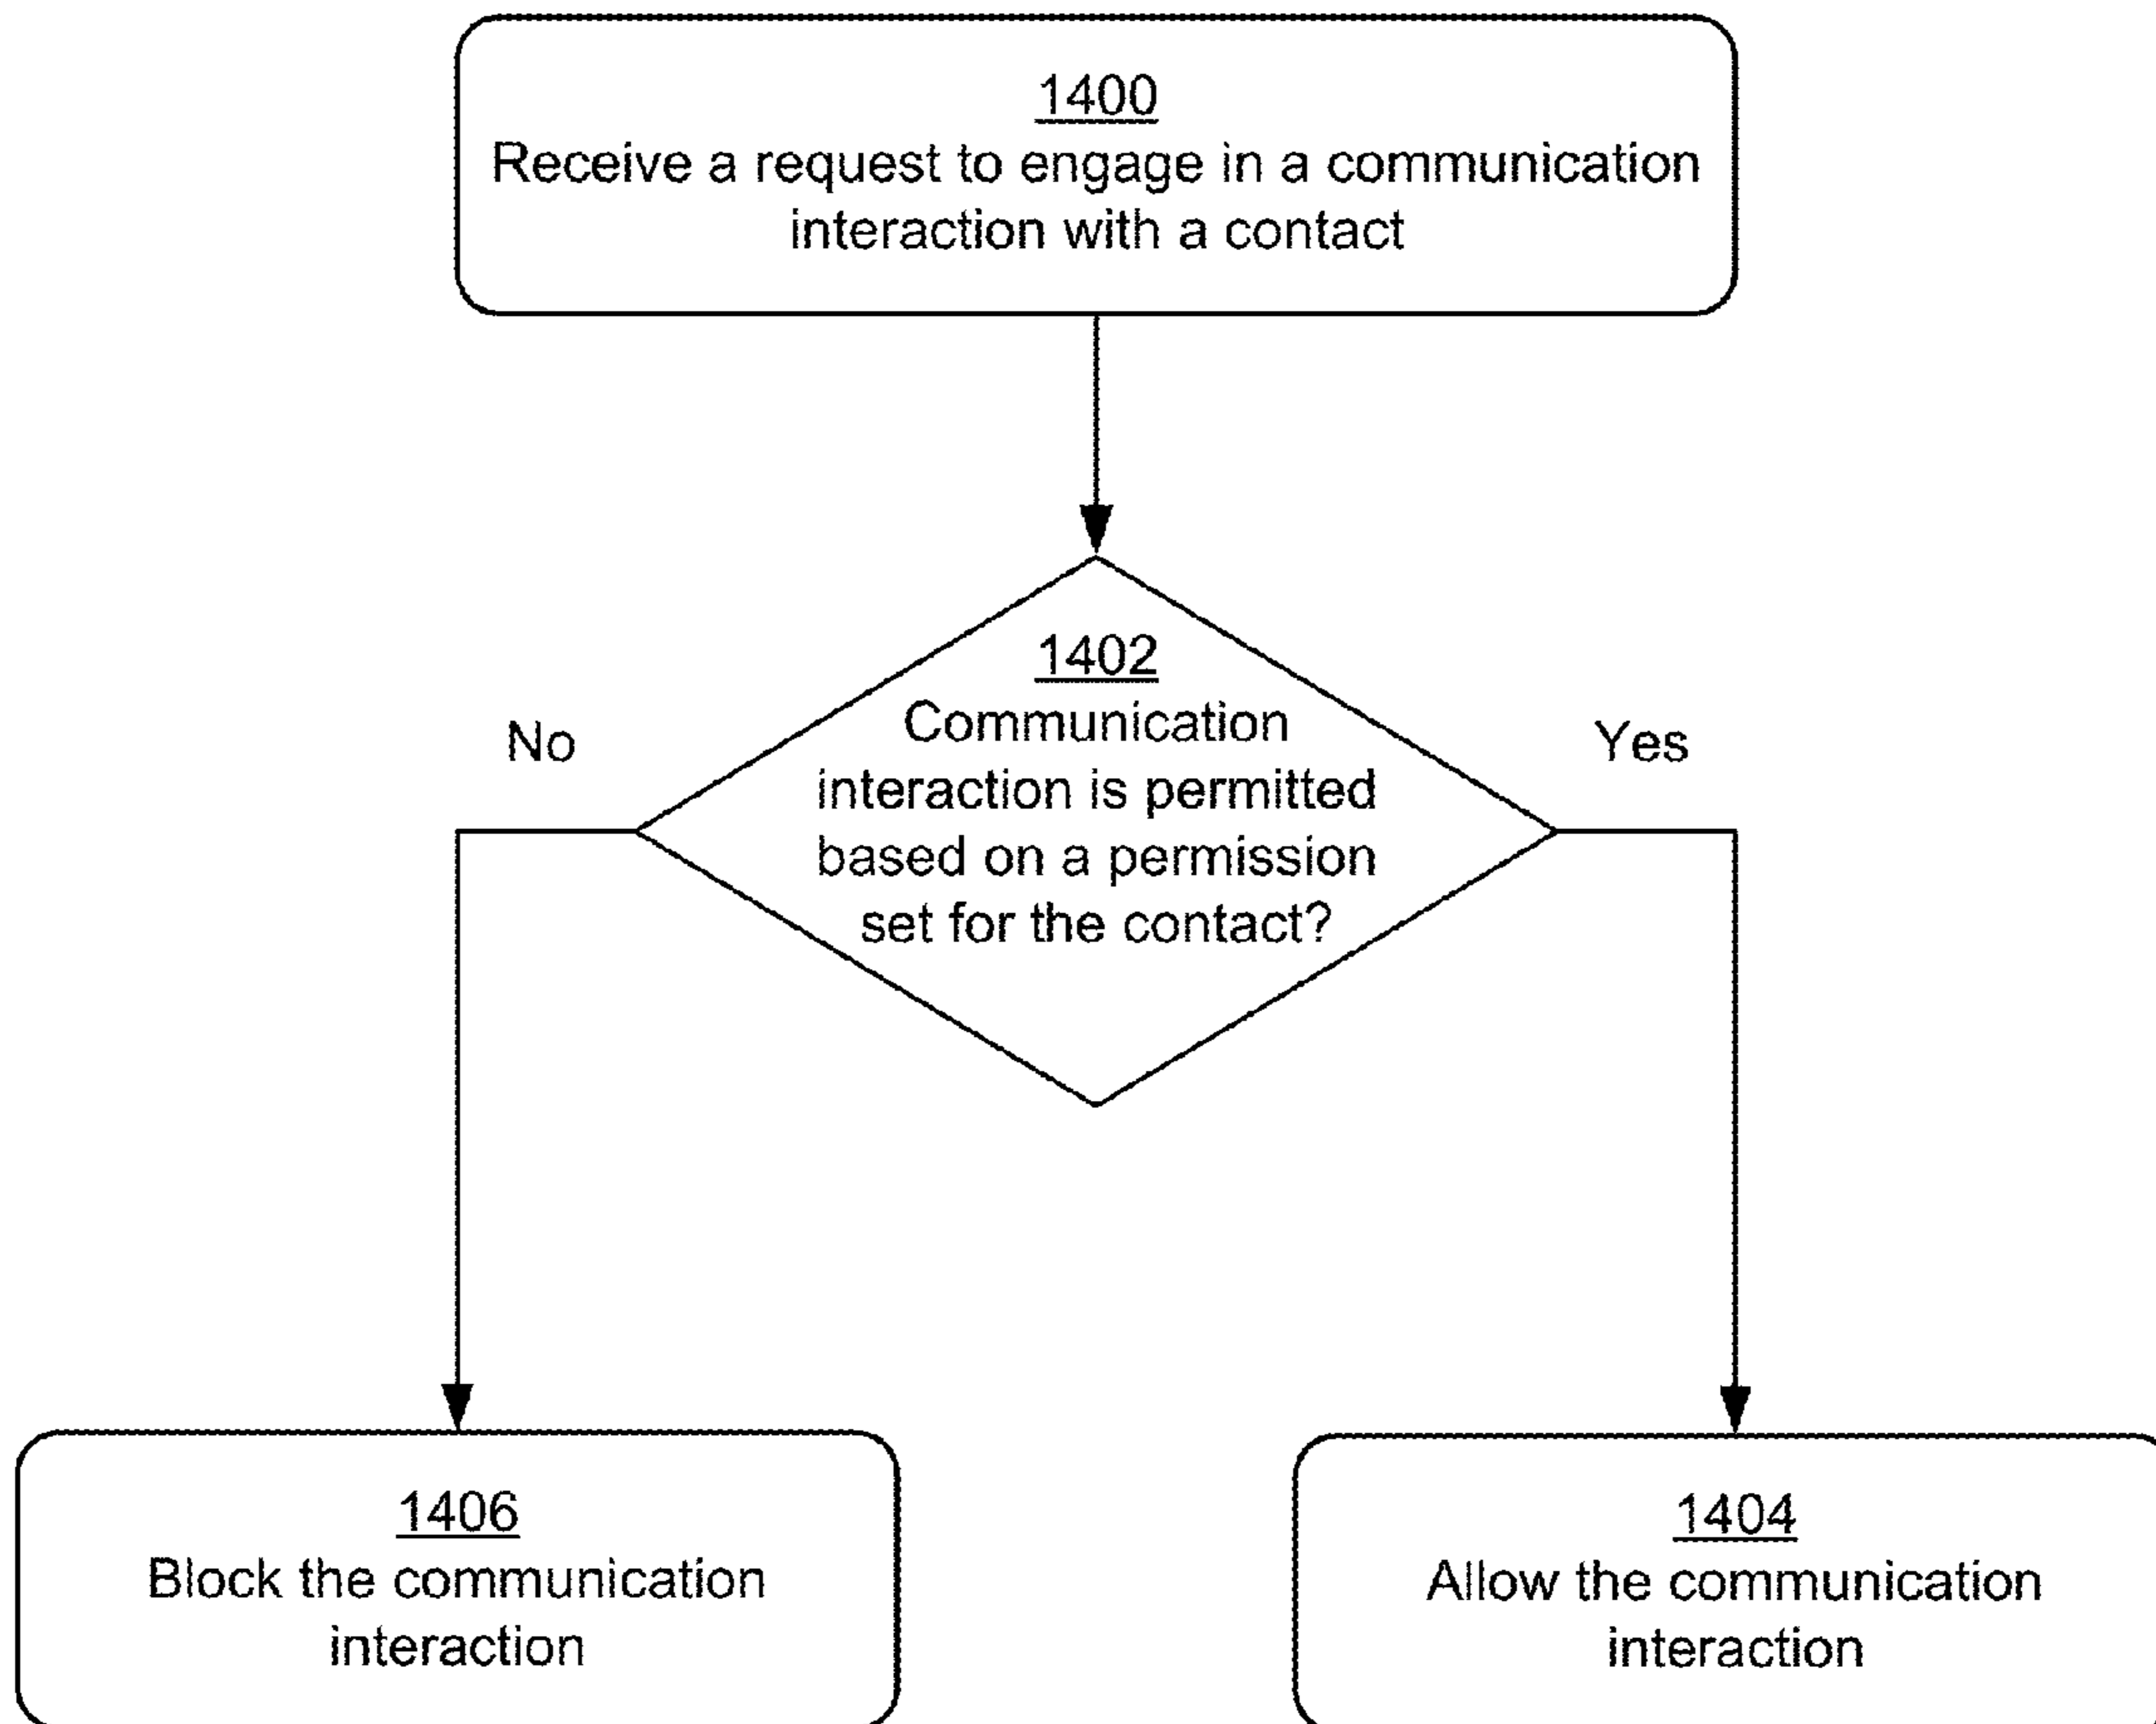 1400
Receive a request to engage in a communication
interaction with a contact
1402
Communication
interaction is permitted
based on a permission
set for the contact?
No
Yes
1406
Block the communication
interaction
1404
Allow the communication
interaction